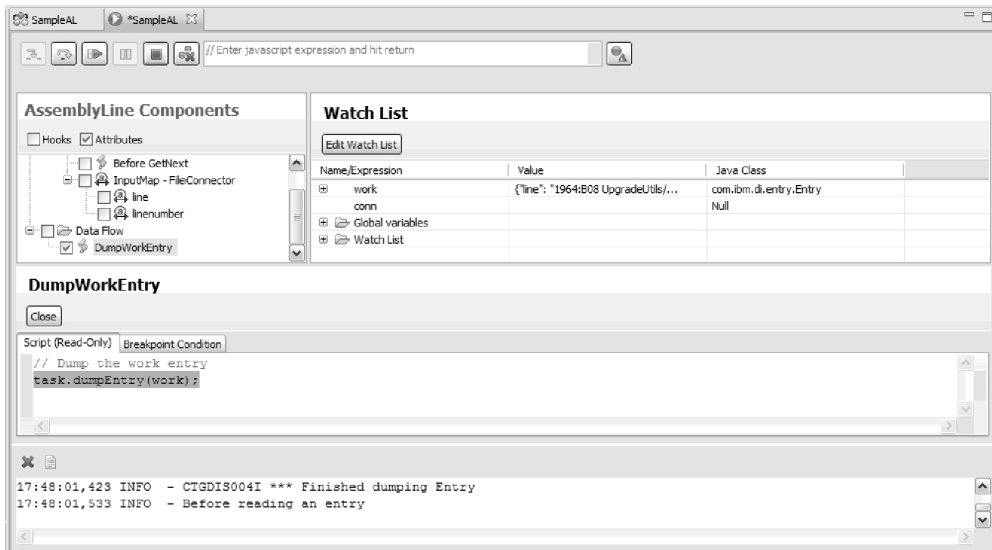 SampleAL *SampleAL
// Enter javascript expression and hit return
AssemblyLine Components
Hooks Attributes
Before GetNext
InputMap - FileConnector
line
linenumber
Data Flow
DumpWorkEntry
Watch List
Edit Watch List
Name/Expression Value Java Class
work {"line": "1964:B08 UpgradeUtils/... com.ibm.di.entry.Entry
conn Null
Global variables
Watch List
DumpWorkEntry
Close
Script (Read-Only) Breakpoint Condition
// Dump the work entry
task.dumpEntry(work);
17:48:01,423 INFO - CTGDIS004I *** Finished dumping Entry
17:48:01,533 INFO - Before reading an entry